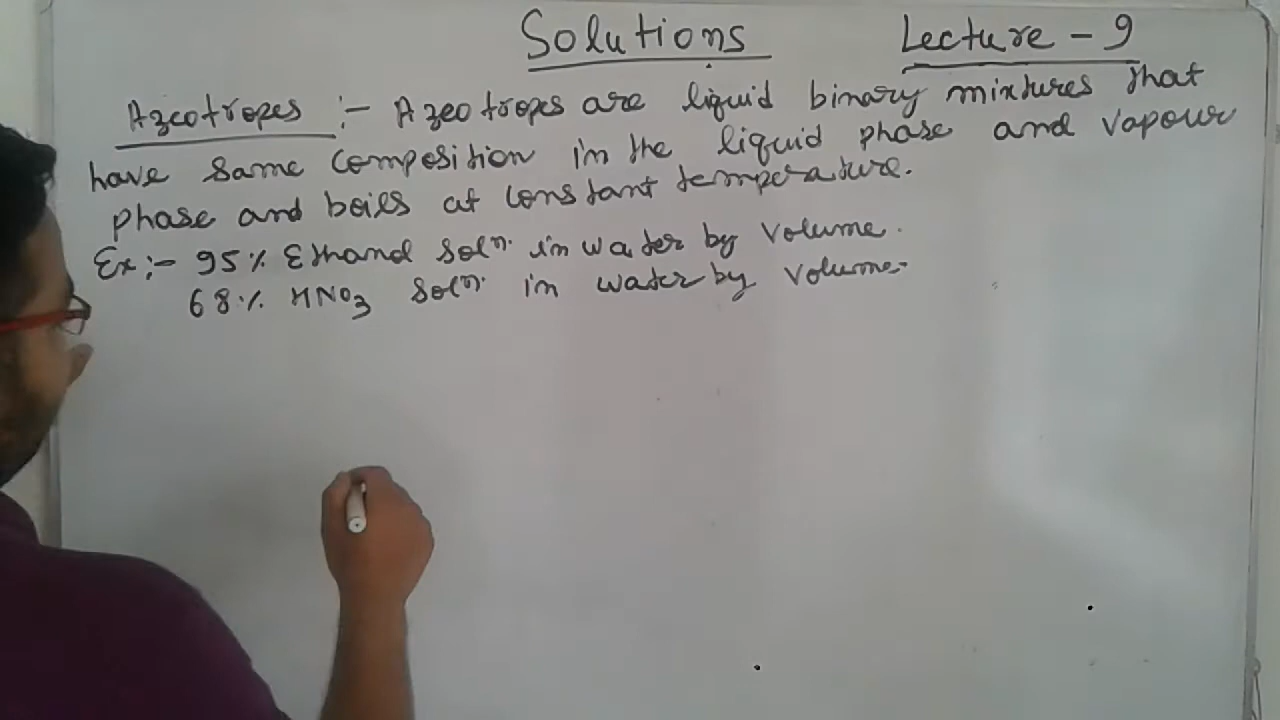 Solutions Lecture - 9
Azeotropes :- Azeotropes are liquid binary mixtures that
have same composition in the liquid phase and vapour
phase and boils at constant temperature.
Ex:- 95% Ethanol solⁿ. in water by volume.
68% HNO3 solⁿ. in water by volume.